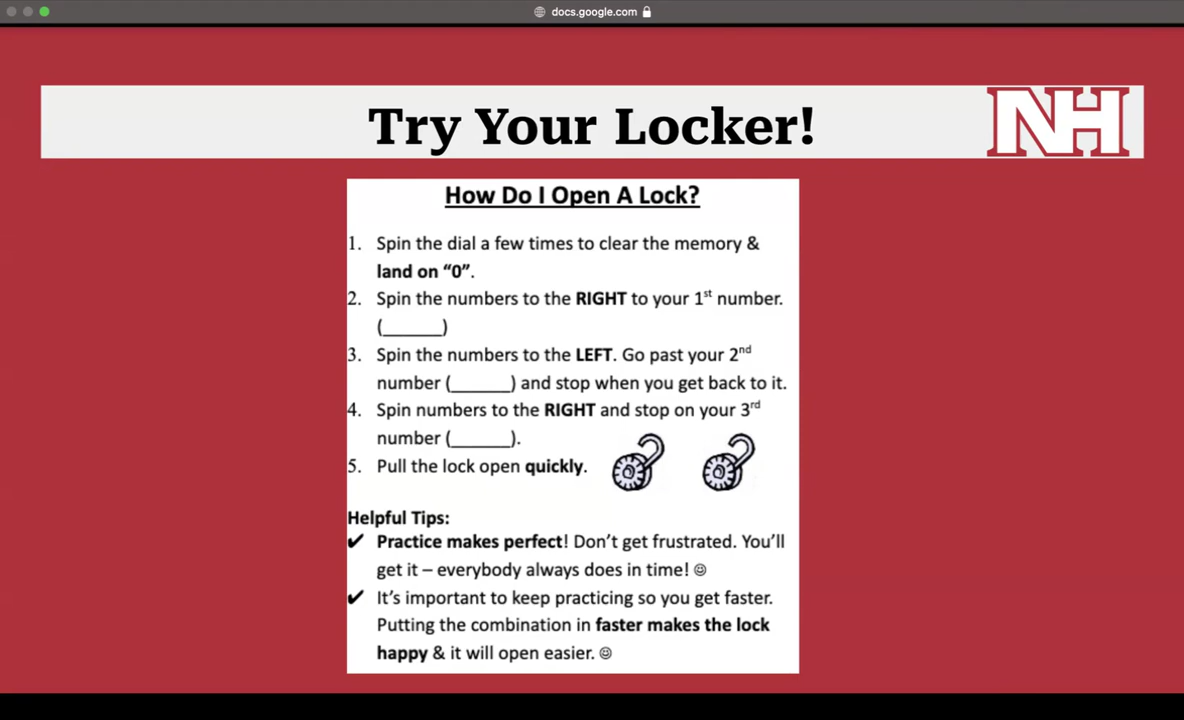 docs.google.com
Try Your Locker!
NH
How Do I Open A Lock?
1. Spin the dial a few times to clear the memory &
land on “0”.
2. Spin the numbers to the RIGHT to your 1st number.
(______)
3. Spin the numbers to the LEFT. Go past your 2nd
number (______) and stop when you get back to it.
4. Spin numbers to the RIGHT and stop on your 3rd
number (______).
5. Pull the lock open quickly.
Helpful Tips:
✔ Practice makes perfect! Don’t get frustrated. You’ll
get it – everybody always does in time! ☺
✔ It’s important to keep practicing so you get faster.
Putting the combination in faster makes the lock
happy & it will open easier. ☺